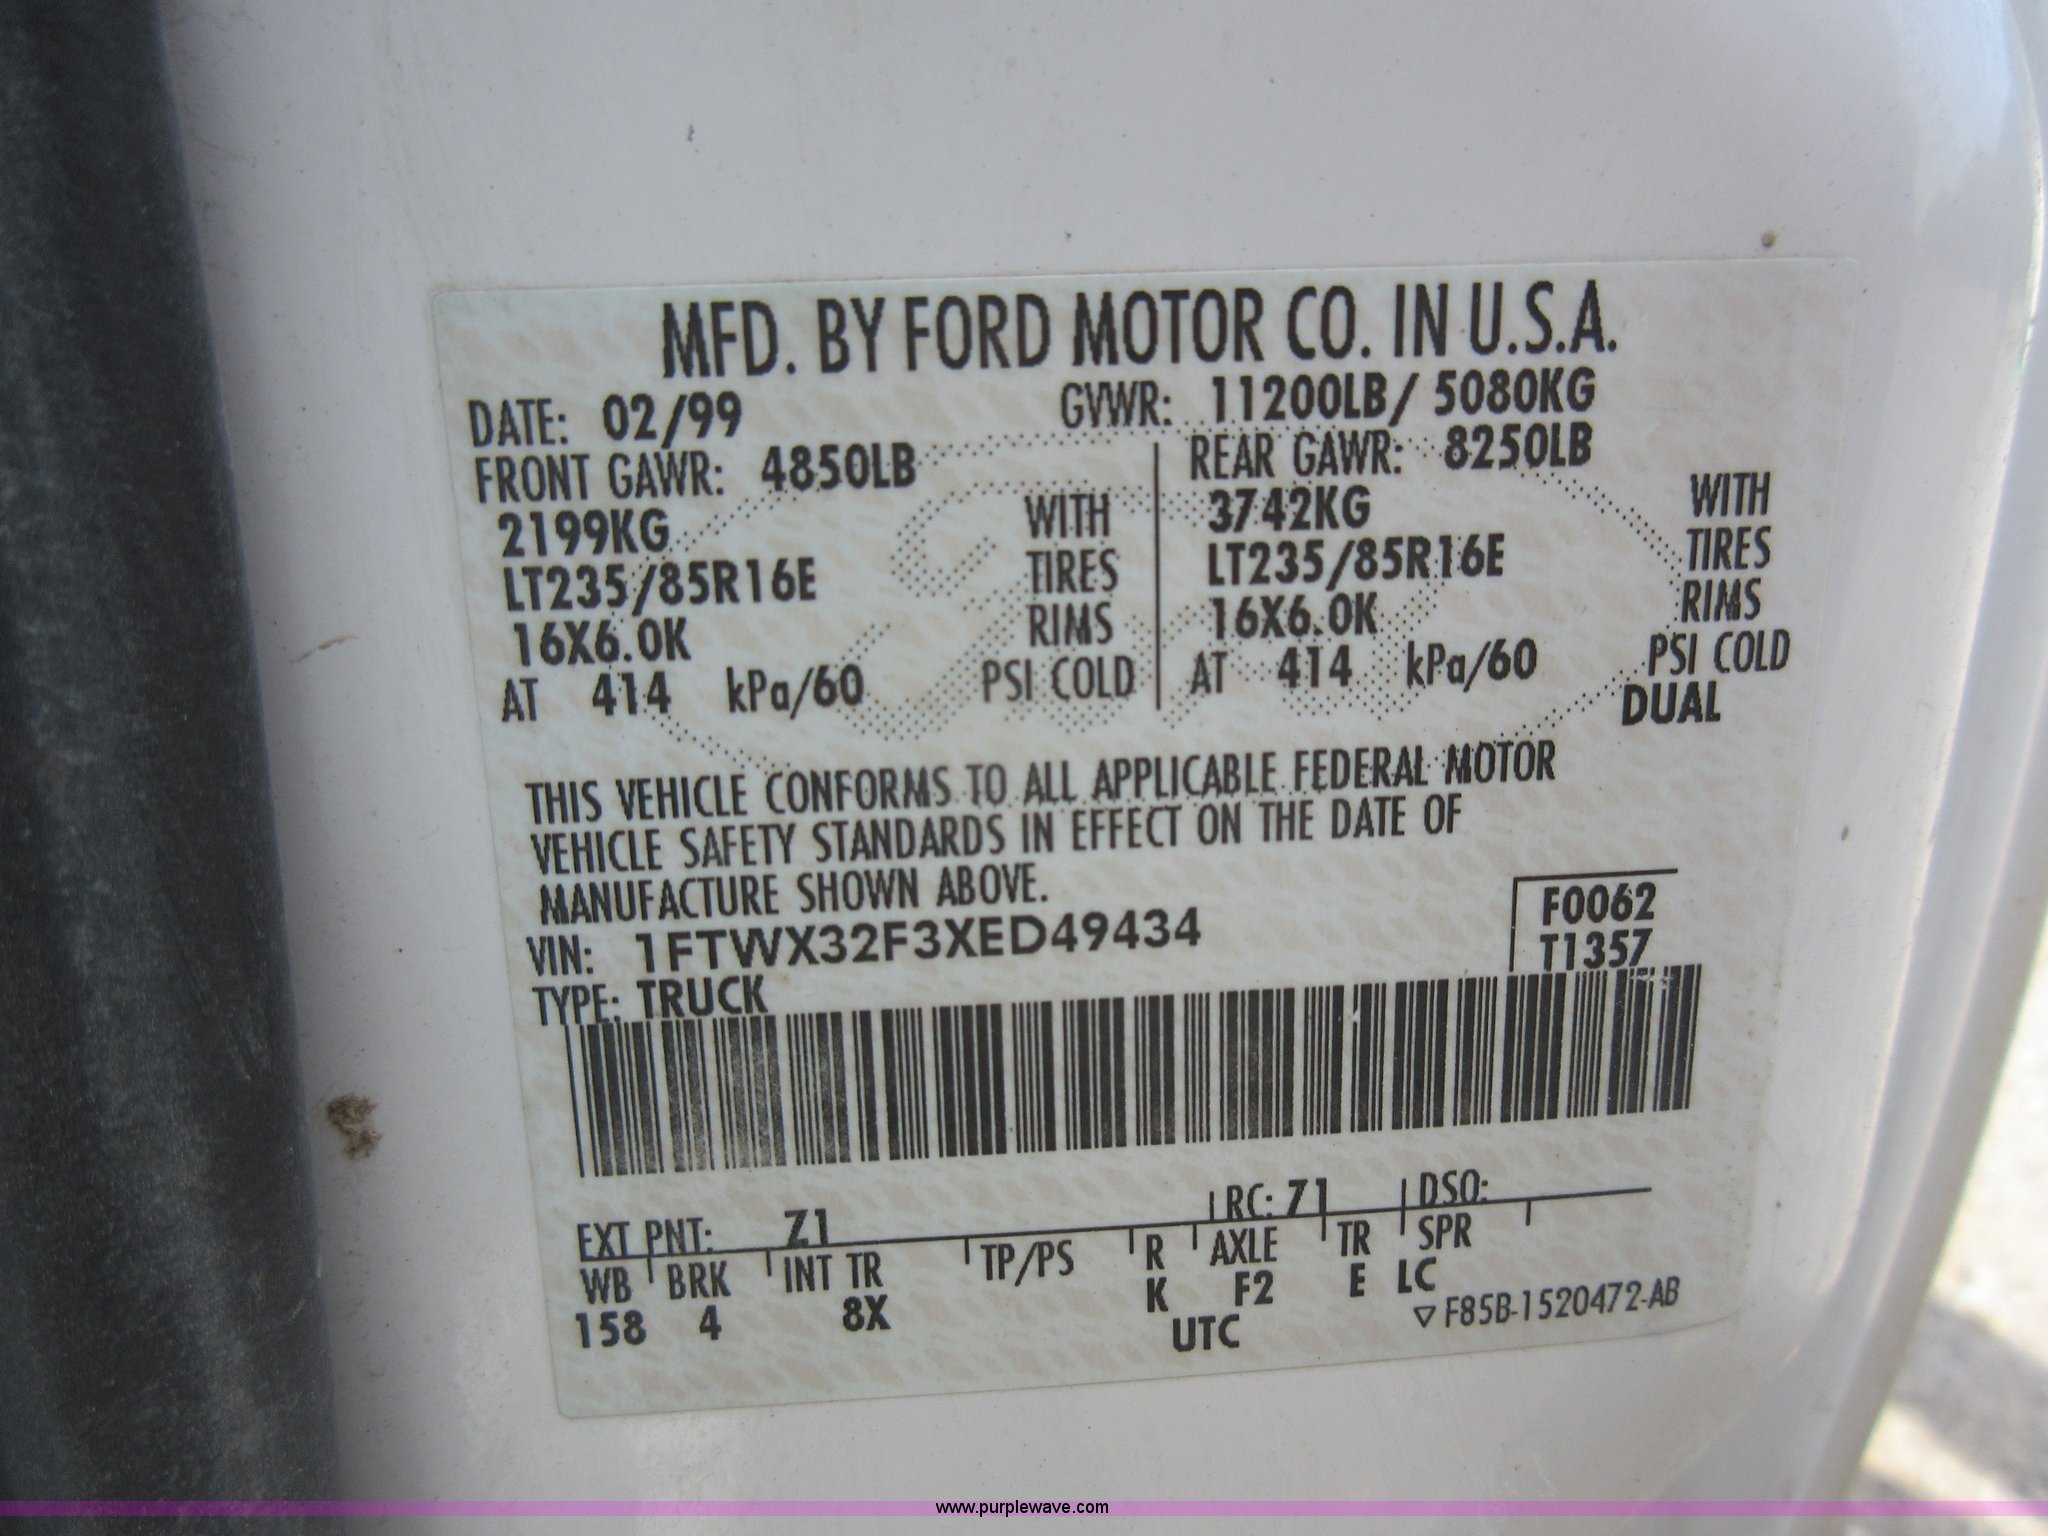 MFD. BY FORD MOTOR CO. IN U.S.A.
DATE: 02/99 GVWR: 11200LB/ 5080KG
FRONT GAWR: 4850LB REAR GAWR: 8250LB
2199KG WITH 3742KG WITH
LT235/85R16E TIRES LT235/85R16E TIRES
16X6.0K RIMS 16X6.0K RIMS
AT 414 kPa/60 PSI COLD AT 414 kPa/60 PSI COLD
DUAL
THIS VEHICLE CONFORMS TO ALL APPLICABLE FEDERAL MOTOR
VEHICLE SAFETY STANDARDS IN EFFECT ON THE DATE OF
MANUFACTURE SHOWN ABOVE.
F0062
VIN: 1FTWX32F3XED49434 T1357
TYPE: TRUCK
EXT PNT: Z1 RC: Z1 DSO:
WB BRK INT TR TP/PS R AXLE TR SPR
158 4 8X K F2 E LC
UTC ▽ F85B-1520472-AB
www.purplewave.com